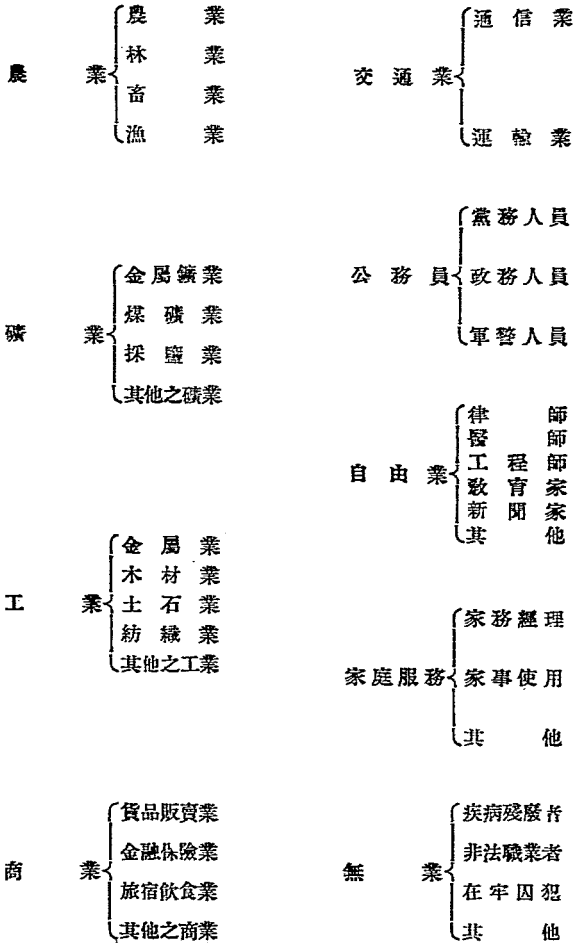 農業
農業
林業
畜業
漁業
礦業
金屬鑛業
煤礦業
採鹽業
其他之礦業
工業
金屬業
木材業
土石業
紡織業
其他之工業
商業
貨品販賣業
金融保險業
旅宿飲食業
其他之商業
交通業
通信業
運輸業
公務員
黨務人員
政務人員
軍警人員
自由業
律師
醫師
工程師
敎育家
新聞家
其他
家庭服務
家務經理
家事使用
其他
無業
疾病殘廢者
非法職業者
在牢囚犯
其他